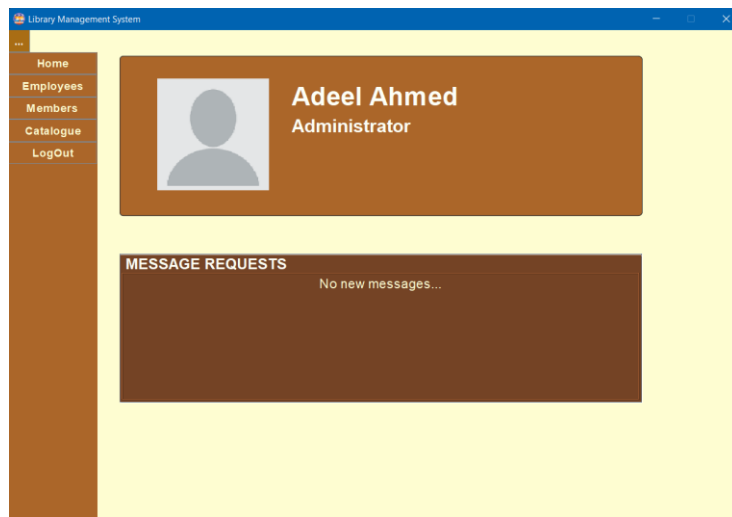 Library Management System
...
Home
Employees
Members
Catalogue
LogOut
Adeel Ahmed
Administrator
MESSAGE REQUESTS
No new messages...